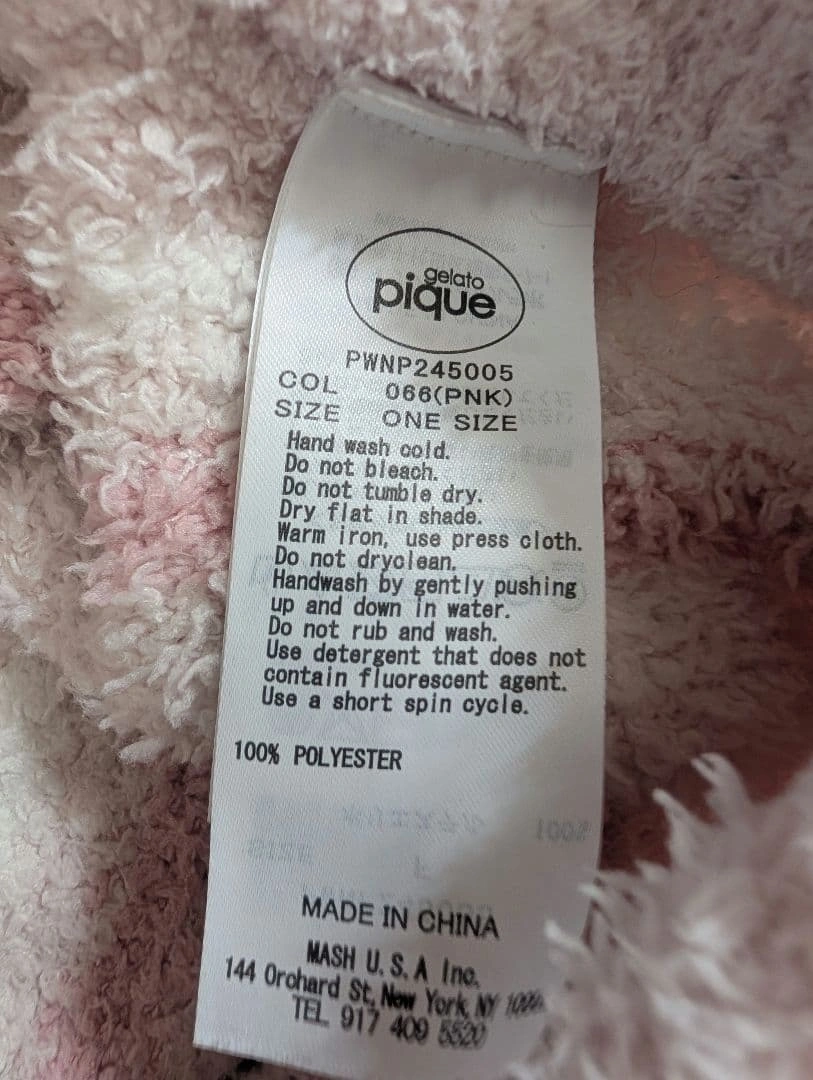 gelato
pique
PWNP245005
COL 066(PNK)
SIZE ONE SIZE
Hand wash cold.
Do not bleach.
Do not tumble dry.
Dry flat in shade.
Warm iron, use press cloth.
Do not dryclean.
Handwash by gently pushing
up and down in water.
Do not rub and wash.
Use detergent that does not
contain fluorescent agent.
Use a short spin cycle.
100% POLYESTER
MADE IN CHINA
MASH U.S.A Inc.
144 Orchard St, New York, NY
TEL 917 409 5520